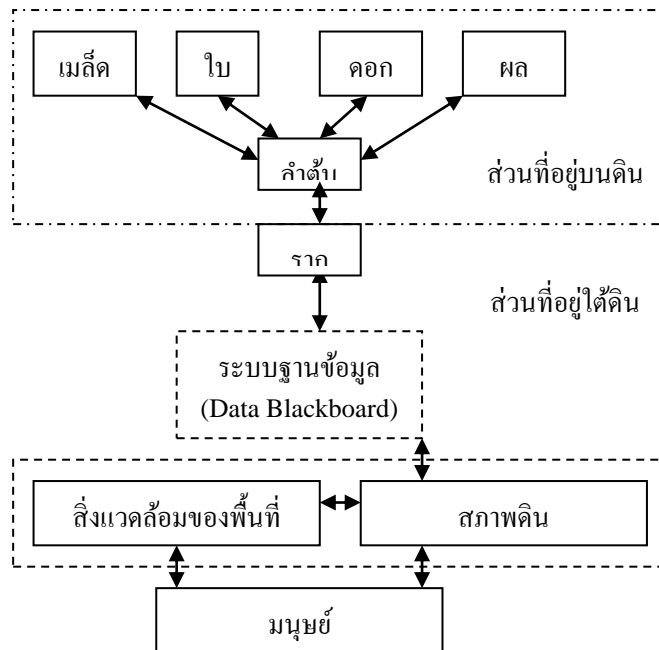 เมล็ด
ใบ
ดอก
ผล
ลำต้น
ส่วนที่อยู่บนดิน
ราก
ส่วนที่อยู่ใต้ดิน
ระบบฐานข้อมูล
(Data Blackboard)
สิ่งแวดล้อมของพื้นที่
สภาพดิน
มนุษย์